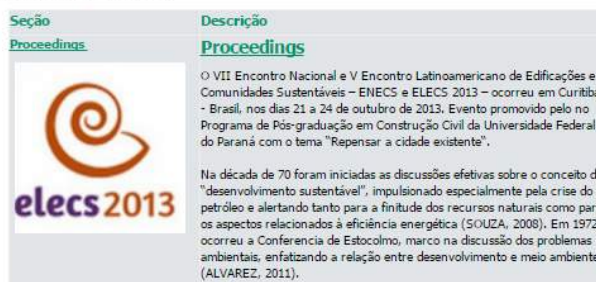 Seção
Descrição
Proceedings
Proceedings
elecs2013
O VII Encontro Nacional e V Encontro Latinoamericano de Edificações e
Comunidades Sustentáveis – ENECS e ELECS 2013 – ocorreu em Curitiba
- Brasil, nos dias 21 a 24 de outubro de 2013. Evento promovido pelo no
Programa de Pós-graduação em Construção Civil da Universidade Federal
do Paraná com o tema "Repensar a cidade existente".
Na década de 70 foram iniciadas as discussões efetivas sobre o conceito d
"desenvolvimento sustentável", impulsionado especialmente pela crise do
petróleo e alertando tanto para a finitude dos recursos naturais como par
os aspectos relacionados à eficiência energética (SOUZA, 2008). Em 1972
ocorreu a Conferencia de Estocolmo, marco na discussão dos problemas
ambientais, enfatizando a relação entre desenvolvimento e meio ambiente
(ALVAREZ, 2011).